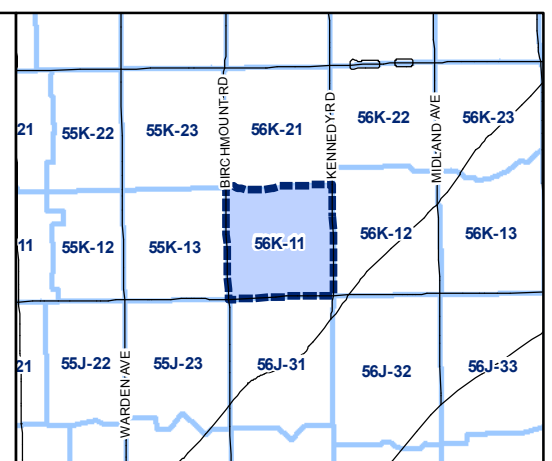 BIRCHMOUNT RD
KENNEDY RD
MIDLAND AVE
21
55K-22
55K-23
56K-21
56K-22
56K-23
11
55K-12
55K-13
56K-11
56K-12
56K-13
21
55J-22
WARDEN AVE
55J-23
56J-31
56J-32
56J-33